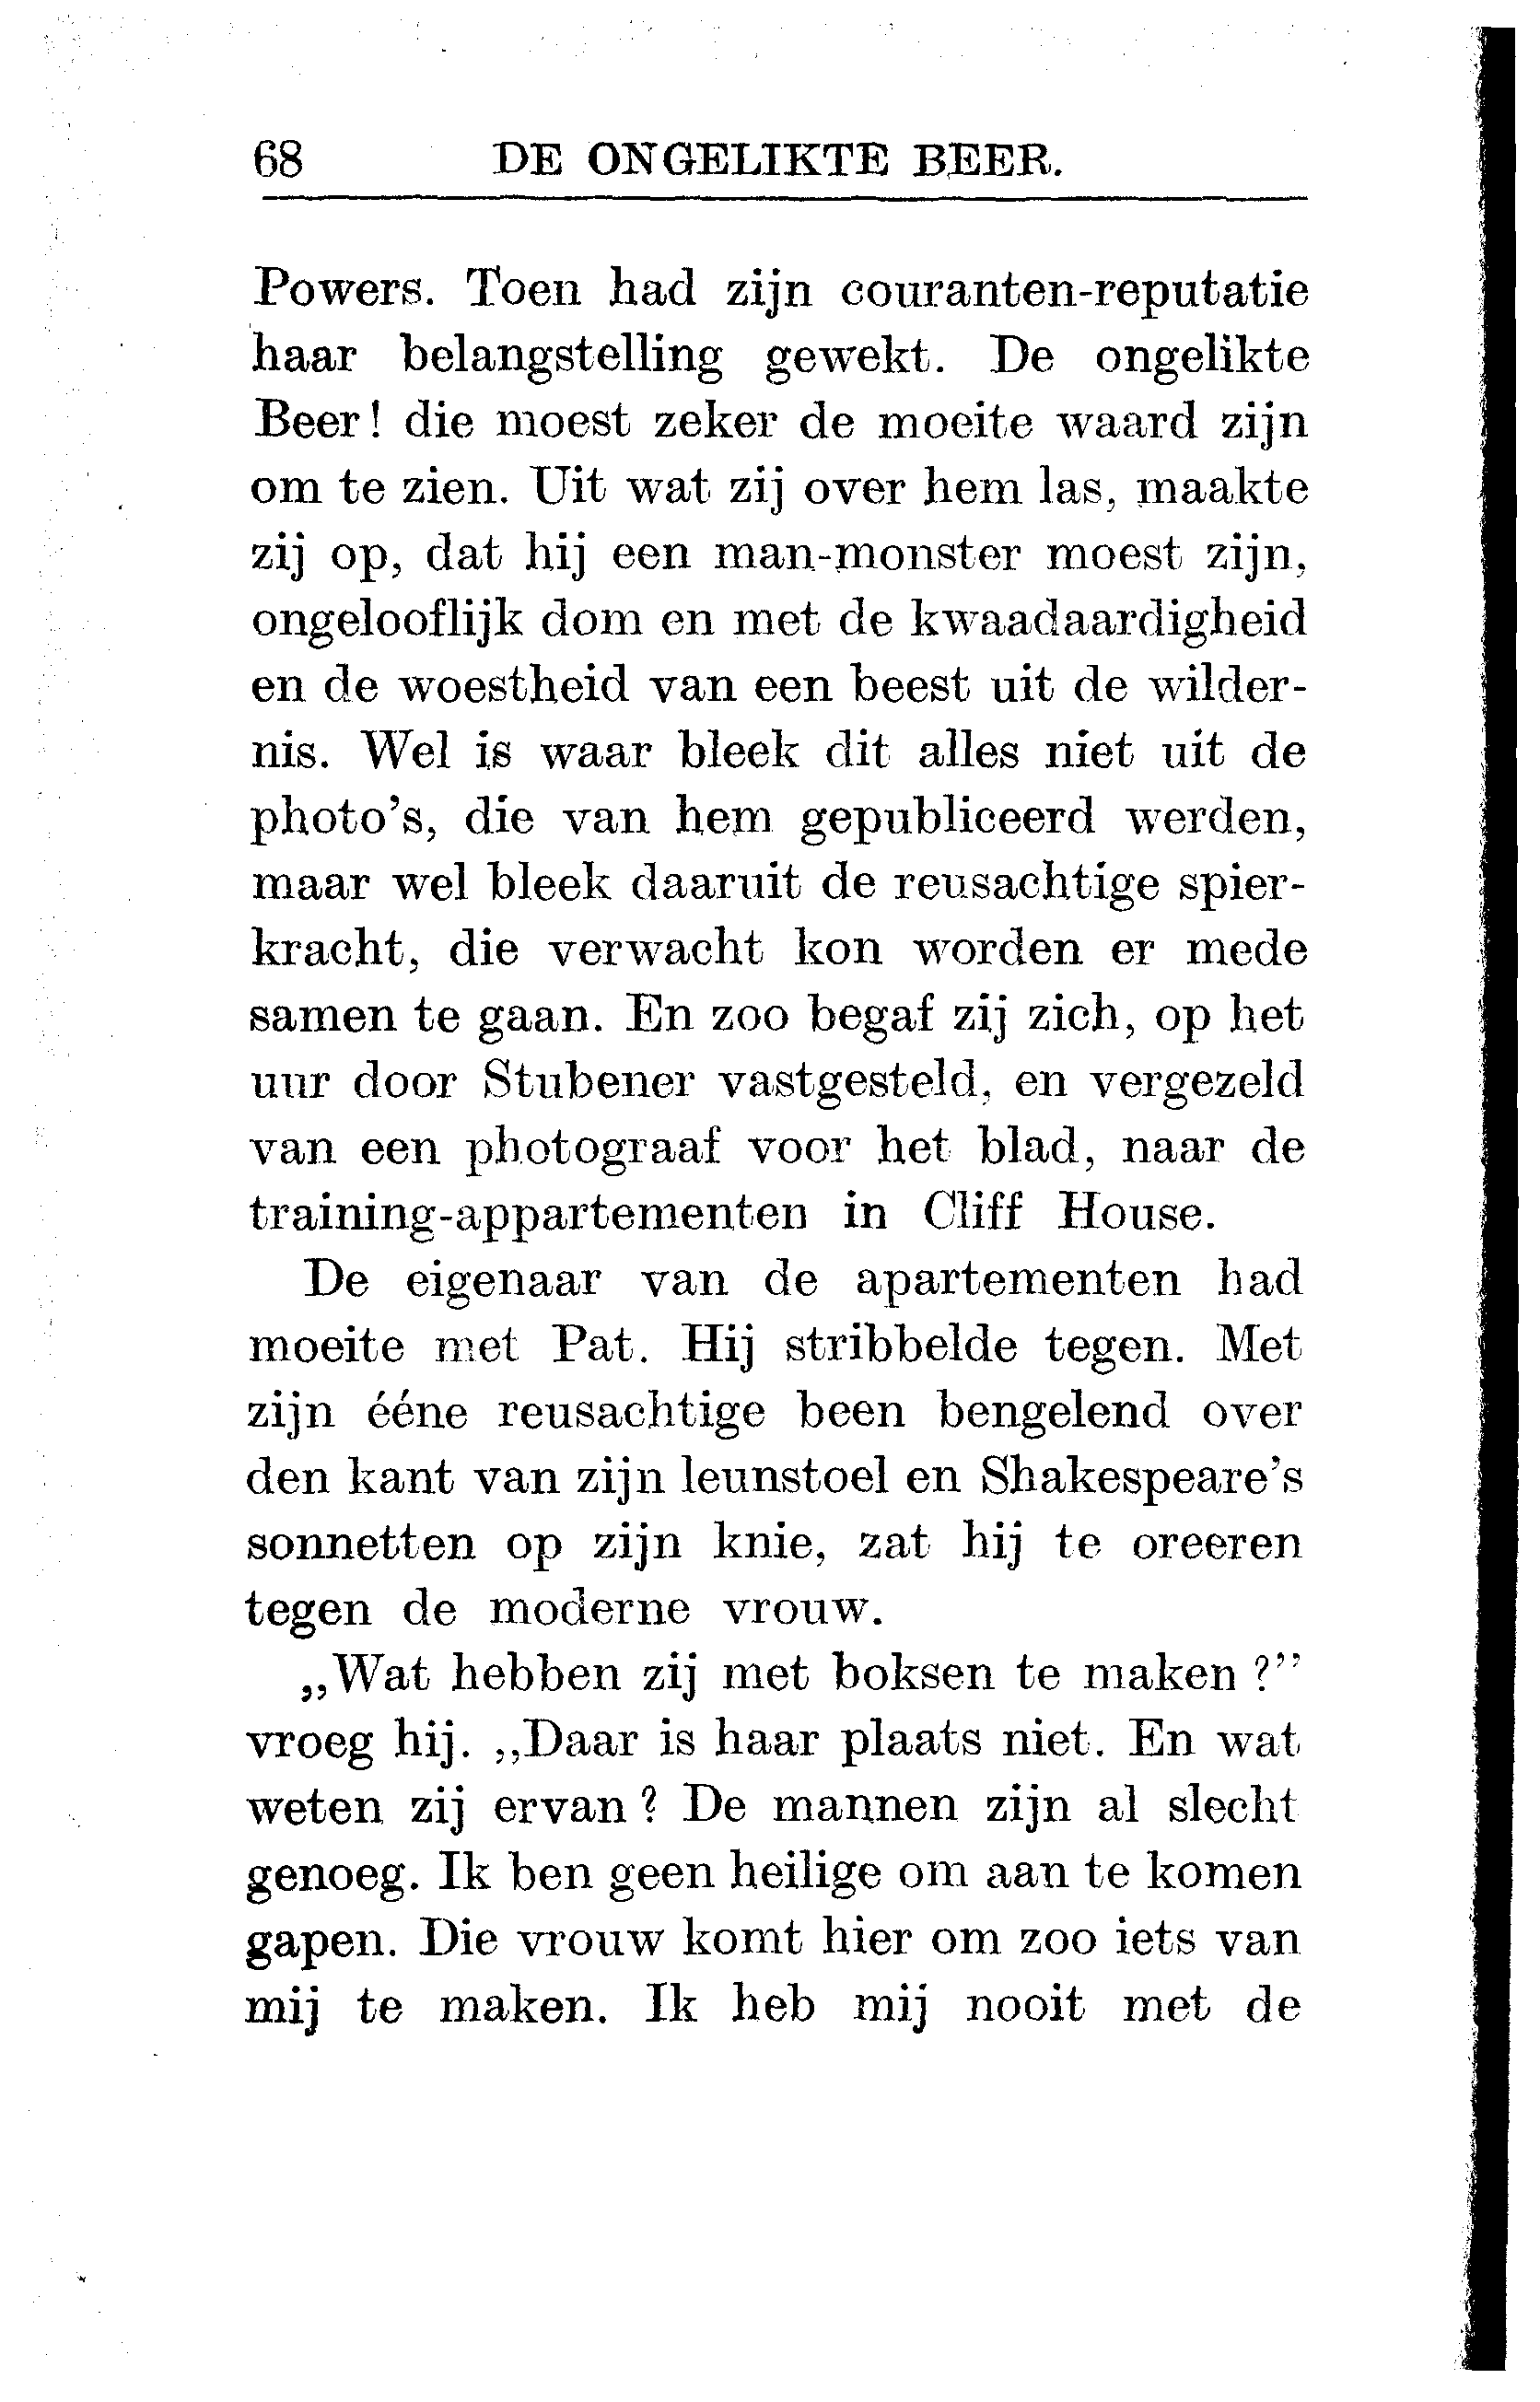 68 DE ONGELIKTE BEER.
Powers. Toen had zijn couranten-reputatie
haar belangstelling gewekt. De ongelikte
Beer! die moest zeker de moeite waard zijn
om te zien. Uit wat zij over hem las, maakte
zij op, dat hij een man-monster moest zijn,
ongelooflijk dom en met de kwaadaardigheid
en de woestheid van een beest uit de wilder-
nis. Wel is waar bleek dit alles niet uit de
photo's, die van hem gepubliceerd werden,
maar wel bleek daaruit de reusachtige spier-
kracht, die verwacht kon worden er mede
samen te gaan. En zoo begaf zij zich, op het
uur door Stubener vastgesteld, en vergezeld
van een photograaf voor het blad, naar de
training-appartementen in Cliff House.
De eigenaar van de apartementen had
moeite met Pat. Hij stribbelde tegen. Met
zijn ééne reusachtige been bengelend over
den kant van zijn leunstoel en Shakespeare's
sonnetten op zijn knie, zat hij te oreeren
tegen de moderne vrouw.
„Wat hebben zij met boksen te maken ?”
vroeg hij. „Daar is haar plaats niet. En wat
weten zij ervan ? De mannen zijn al slecht
genoeg. Ik ben geen heilige om aan te komen
gapen. Die vrouw komt hier om zoo iets van
mij te maken. Ik heb mij nooit met de